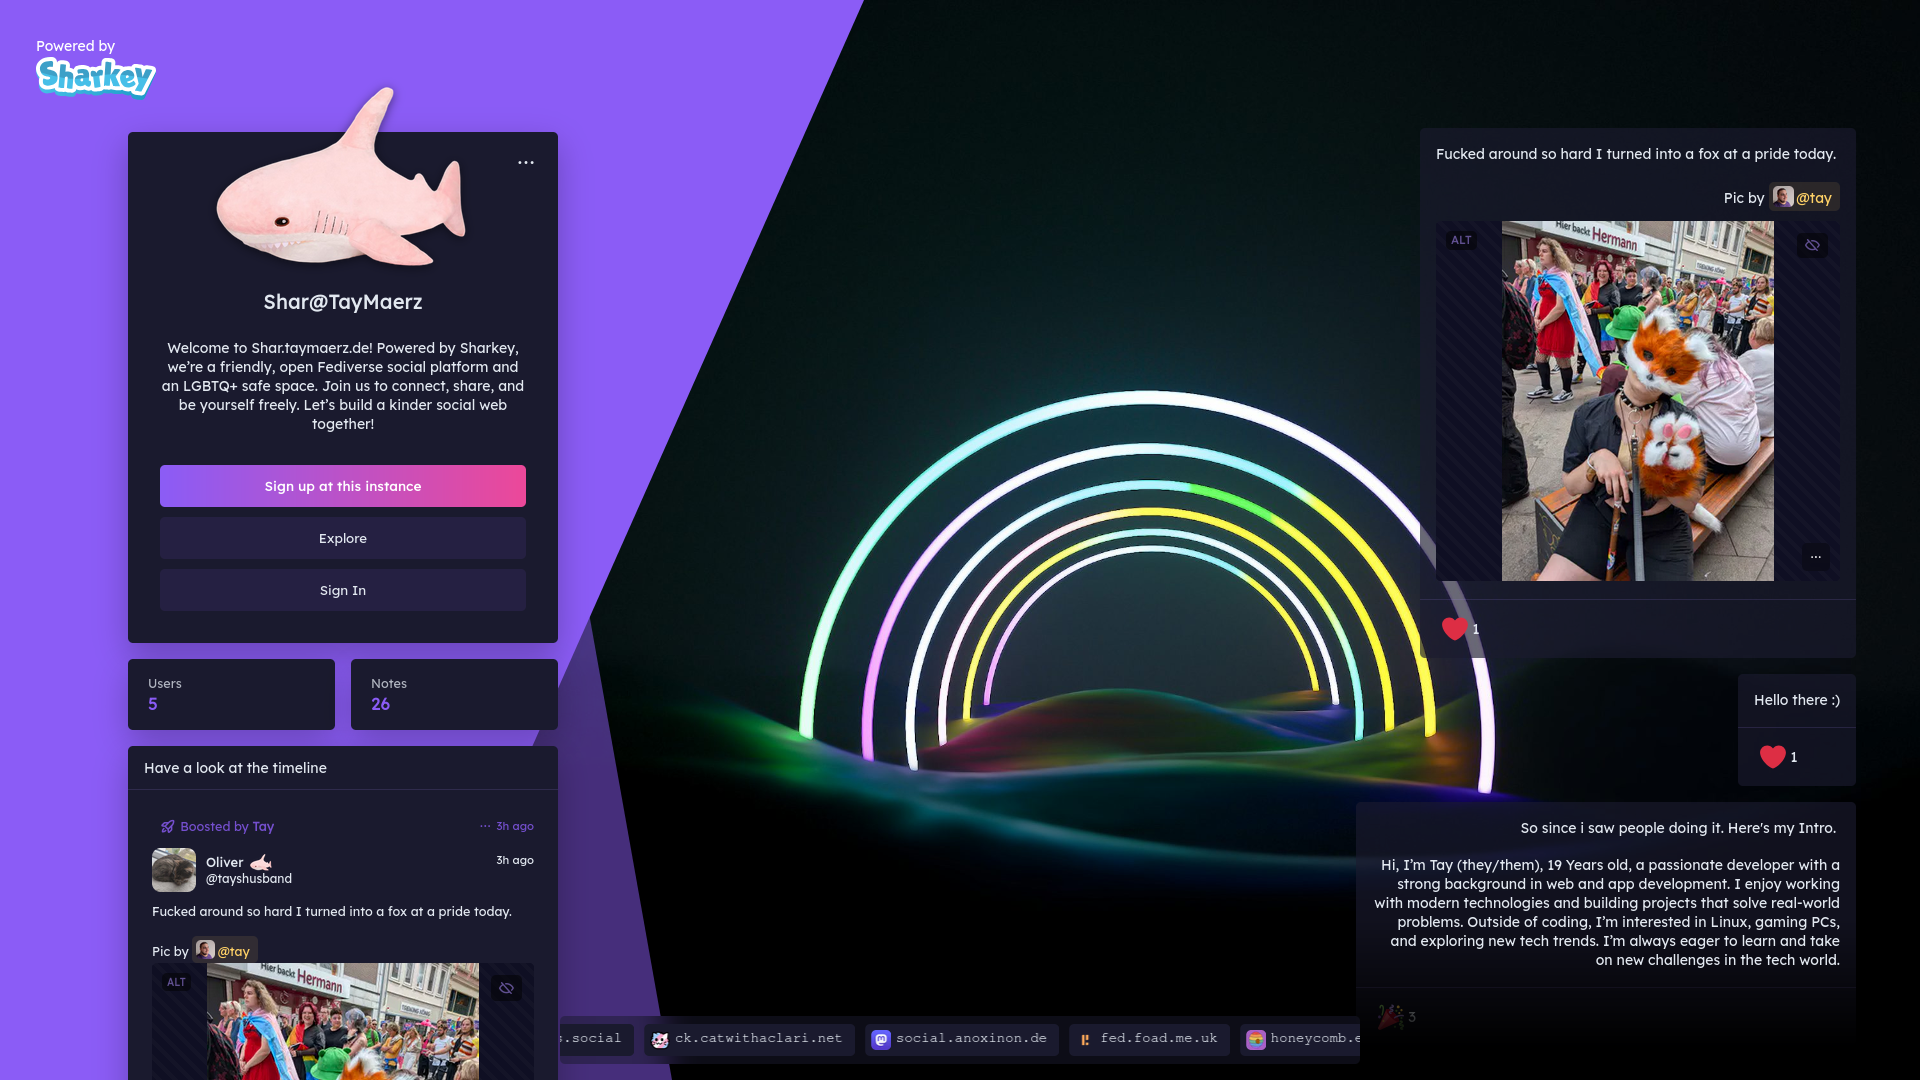 Powered by
Sharkey
Shar@TayMaerz
Welcome to Shar.taymaerz.de! Powered by Sharkey,
we’re a friendly, open Fediverse social platform and
an LGBTQ+ safe space. Join us to connect, share, and
be yourself freely. Let’s build a kinder social web
together!
Sign up at this instance
Explore
Sign In
Users
5
Notes
26
Have a look at the timeline
Boosted by Tay
··· 3h ago
Oliver
3h ago
@tayshusband
Fucked around so hard I turned into a fox at a pride today.
Pic by @tay
ALT
Hier backt Hermann
Fucked around so hard I turned into a fox at a pride today.
Pic by @tay
ALT
Hier backt Hermann
1
Hello there :)
1
So since i saw people doing it. Here's my Intro.
Hi, I’m Tay (they/them), 19 Years old, a passionate developer with a
strong background in web and app development. I enjoy working
with modern technologies and building projects that solve real-world
problems. Outside of coding, I’m interested in Linux, gaming PCs,
and exploring new tech trends. I’m always eager to learn and take
on new challenges in the tech world.
3
s.social
ck.catwithaclari.net
social.anoxinon.de
fed.foad.me.uk
honeycomb.e